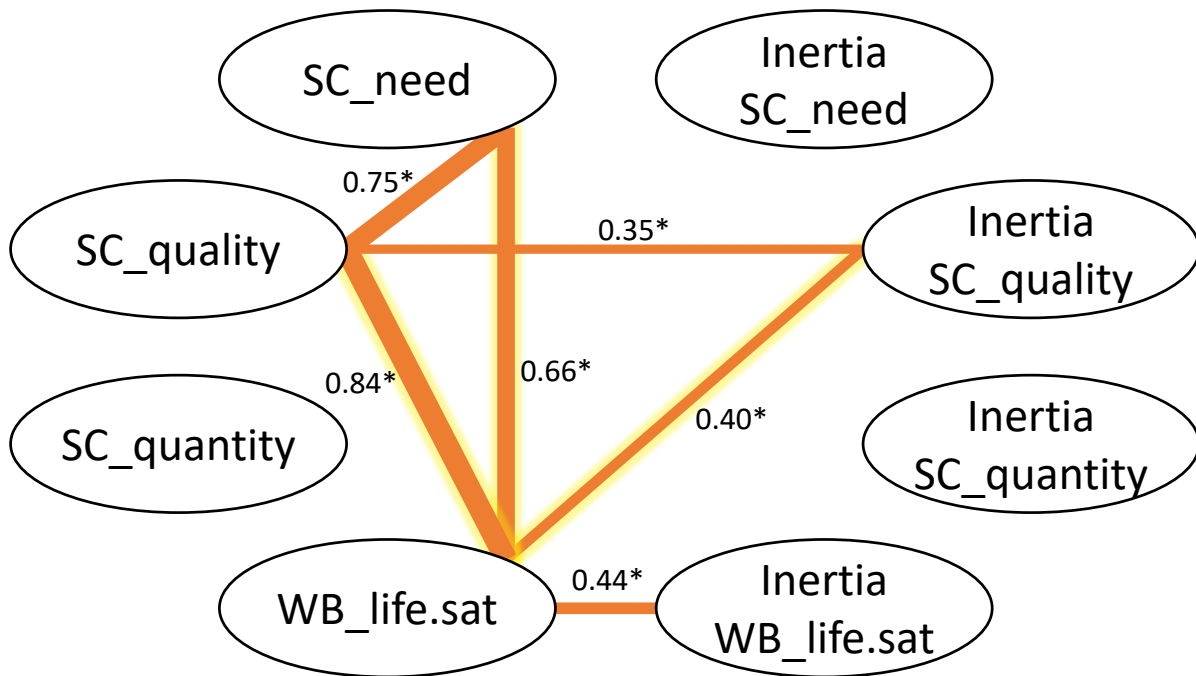 SC_need
Inertia
SC_need
0.75*
SC_quality
0.35*
Inertia
SC_quality
0.84*
0.66*
0.40*
SC_quantity
Inertia
SC_quantity
WB_life.sat
0.44*
Inertia
WB_life.sat